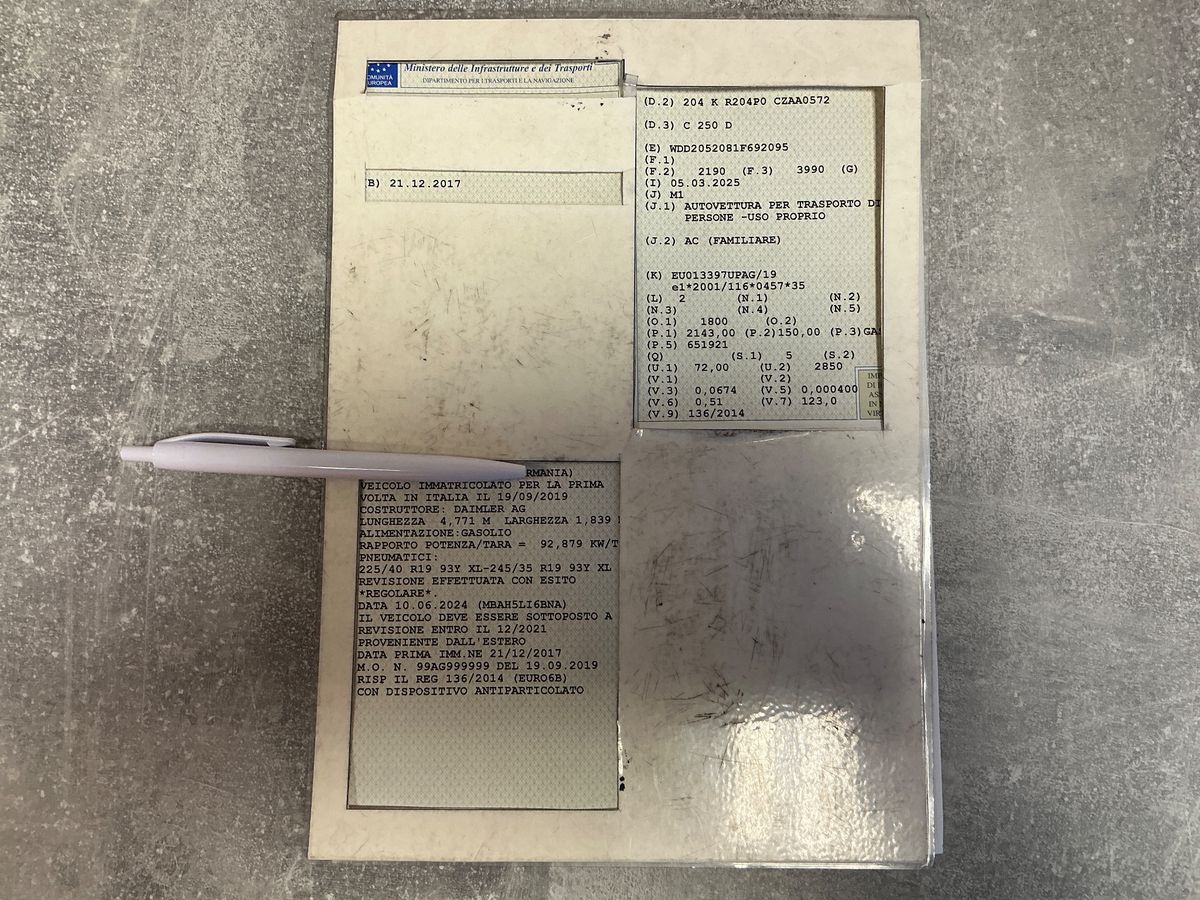 COMUNITÀ
EUROPEA
Ministero delle Infrastrutture e dei Trasporti
DIPARTIMENTO PER I TRASPORTI E LA NAVIGAZIONE
B) 21.12.2017
(D.2) 204 K R204P0 CZAA0572
(D.3) C 250 D
(E) WDD2052081F692095
(F.1)
(F.2) 2190 (F.3) 3990 (G)
(I) 05.03.2025
(J) M1
(J.1) AUTOVETTURA PER TRASPORTO DI
PERSONE -USO PROPRIO
(J.2) AC (FAMILIARE)
(K) EU013397UPAG/19
e1*2001/116*0457*35
(L) 2 (N.1) (N.2)
(N.3) (N.4) (N.5)
(O.1) 1800 (O.2)
(P.1) 2143,00 (P.2)150,00 (P.3)GAS
(P.5) 651921
(Q) (S.1) 5 (S.2)
(U.1) 72,00 (U.2) 2850
(V.1) (V.2)
(V.3) 0,0674 (V.5) 0,000400
(V.6) 0,51 (V.7) 123,0
(V.9) 136/2014
IMP
DI B
ASS
IN M
VIR
RMANIA)
VEICOLO IMMATRICOLATO PER LA PRIMA
VOLTA IN ITALIA IL 19/09/2019
COSTRUTTORE: DAIMLER AG
LUNGHEZZA 4,771 M LARGHEZZA 1,839
ALIMENTAZIONE:GASOLIO
RAPPORTO POTENZA/TARA = 92,879 KW/T
PNEUMATICI:
225/40 R19 93Y XL-245/35 R19 93Y XL
REVISIONE EFFETTUATA CON ESITO
*REGOLARE*.
DATA 10.06.2024 (MBAH5LI6BNA)
IL VEICOLO DEVE ESSERE SOTTOPOSTO A
REVISIONE ENTRO IL 12/2021
PROVENIENTE DALL'ESTERO
DATA PRIMA IMM.NE 21/12/2017
M.O. N. 99AG999999 DEL 19.09.2019
RISP IL REG 136/2014 (EURO6B)
CON DISPOSITIVO ANTIPARTICOLATO